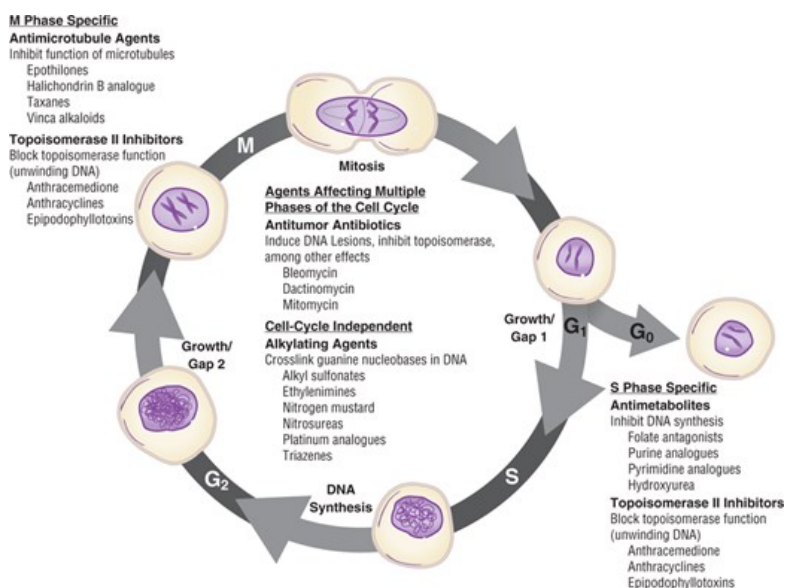 M Phase Specific
Antimicrotubule Agents
Inhibit function of microtubules
Epothilones
Halichondrin B analogue
Taxanes
Vinca alkaloids
Topoisomerase II Inhibitors
Block topoisomerase function
(unwinding DNA)
Anthracemedione
Anthracyclines
Epipodophyllotoxins
M
Mitosis
Agents Affecting Multiple
Phases of the Cell Cycle
Antitumor Antibiotics
Induce DNA Lesions, inhibit topoisomerase,
among other effects
Bleomycin
Dactinomycin
Mitomycin
Cell-Cycle Independent
Alkylating Agents
Crosslink guanine nucleobases in DNA
Alkyl sulfonates
Ethylenimines
Nitrogen mustard
Nitrosureas
Platinum analogues
Triazenes
Growth/
Gap 1
G₁
G₀
S Phase Specific
Antimetabolites
Inhibit DNA synthesis
Folate antagonists
Purine analogues
Pyrimidine analogues
Hydroxyurea
Topoisomerase II Inhibitors
Block topoisomerase function
(unwinding DNA)
Anthracemedione
Anthracyclines
Epipodophyllotoxins
S
DNA
Synthesis
G₂
Growth/
Gap 2